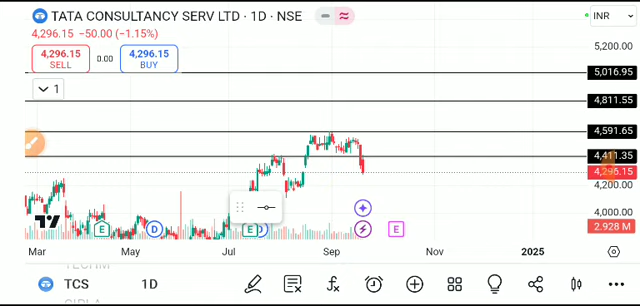 TATA CONSULTANCY SERV LTD · 1D · NSE
INR
4,296.15 −50.00 (−1.15%)
5,200.00
4,296.15
SELL
0.00
4,296.15
BUY
5,016.95
1
4,811.55
4,591.65
4,411.35
4,296.15
4,200.00
4,000.00
E
D
E
D
E
2.928 M
Mar
May
Jul
Sep
Nov
2025
TECHM
TCS
1D
CIPLA